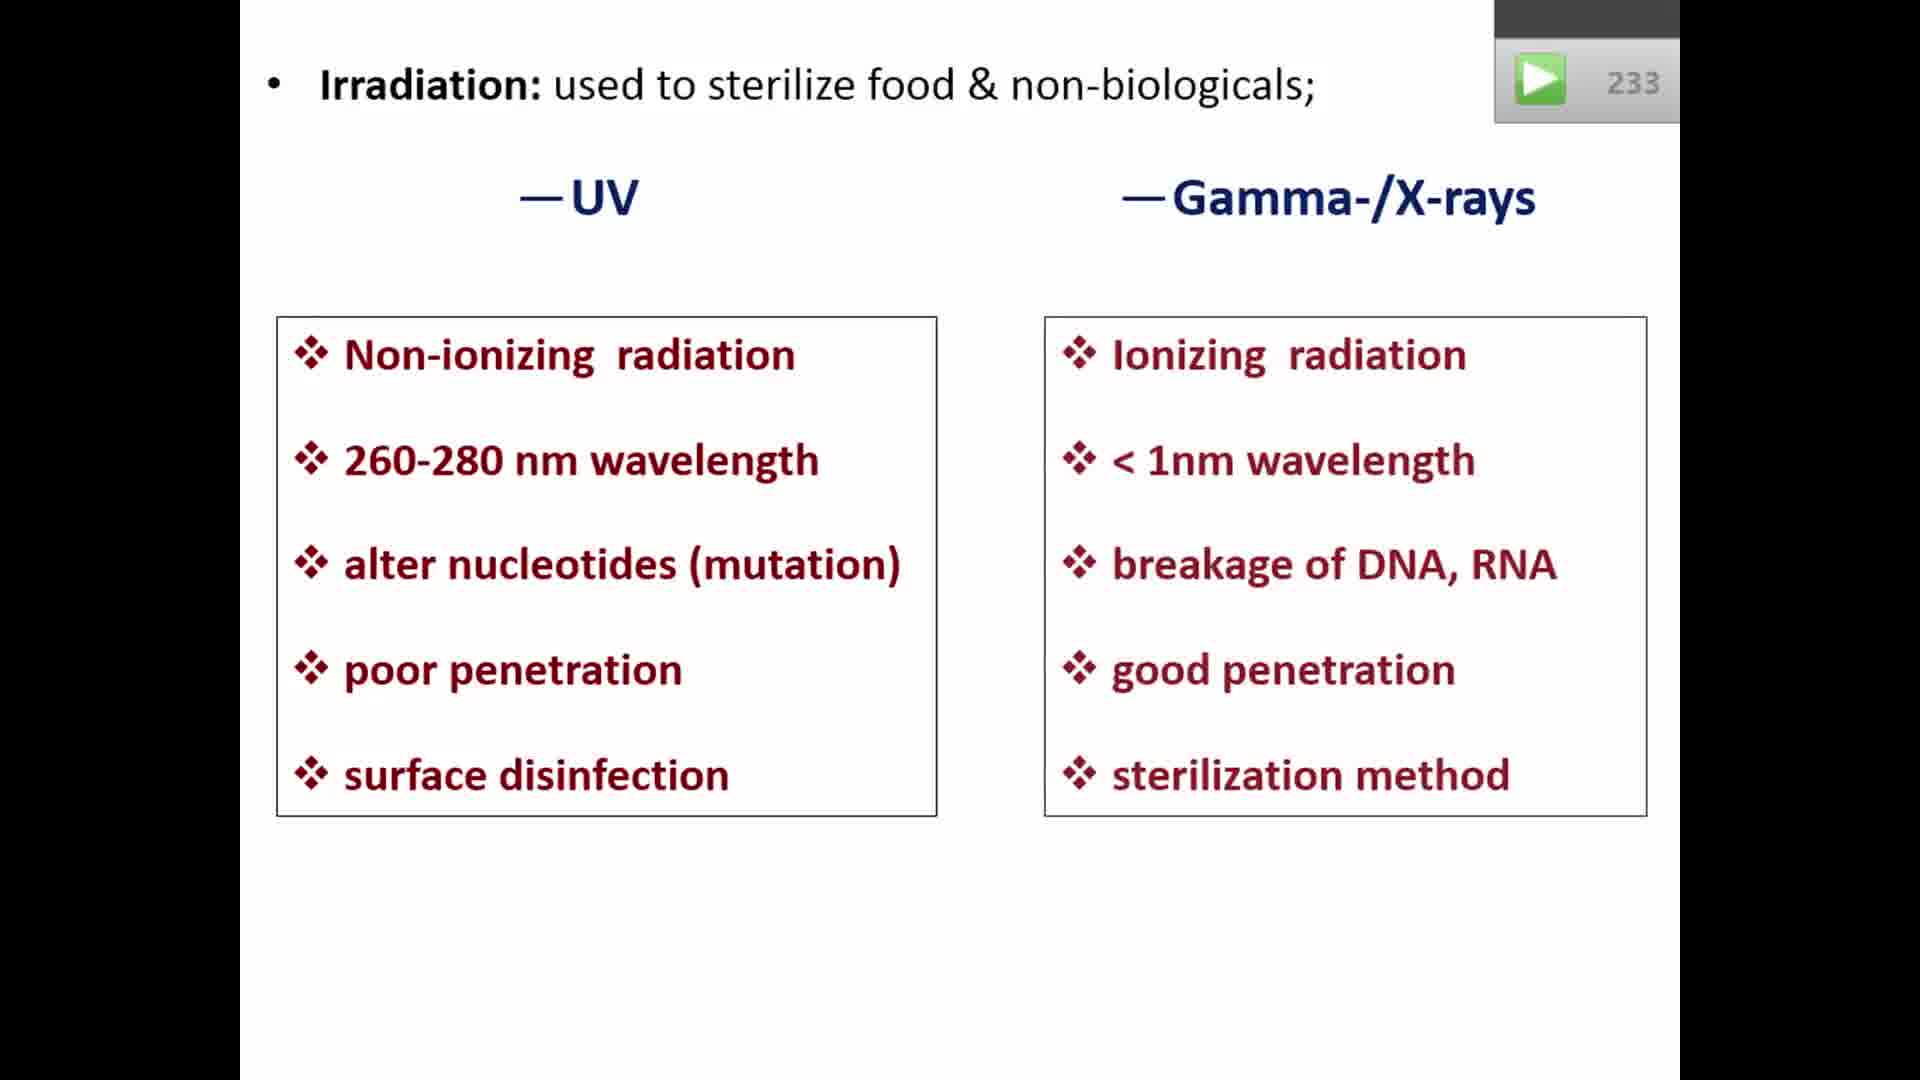 • Irradiation: used to sterilize food & non-biologicals;
233
—UV
—Gamma-/X-rays
❖ Non-ionizing radiation
❖ 260-280 nm wavelength
❖ alter nucleotides (mutation)
❖ poor penetration
❖ surface disinfection
❖ Ionizing radiation
❖ < 1nm wavelength
❖ breakage of DNA, RNA
❖ good penetration
❖ sterilization method